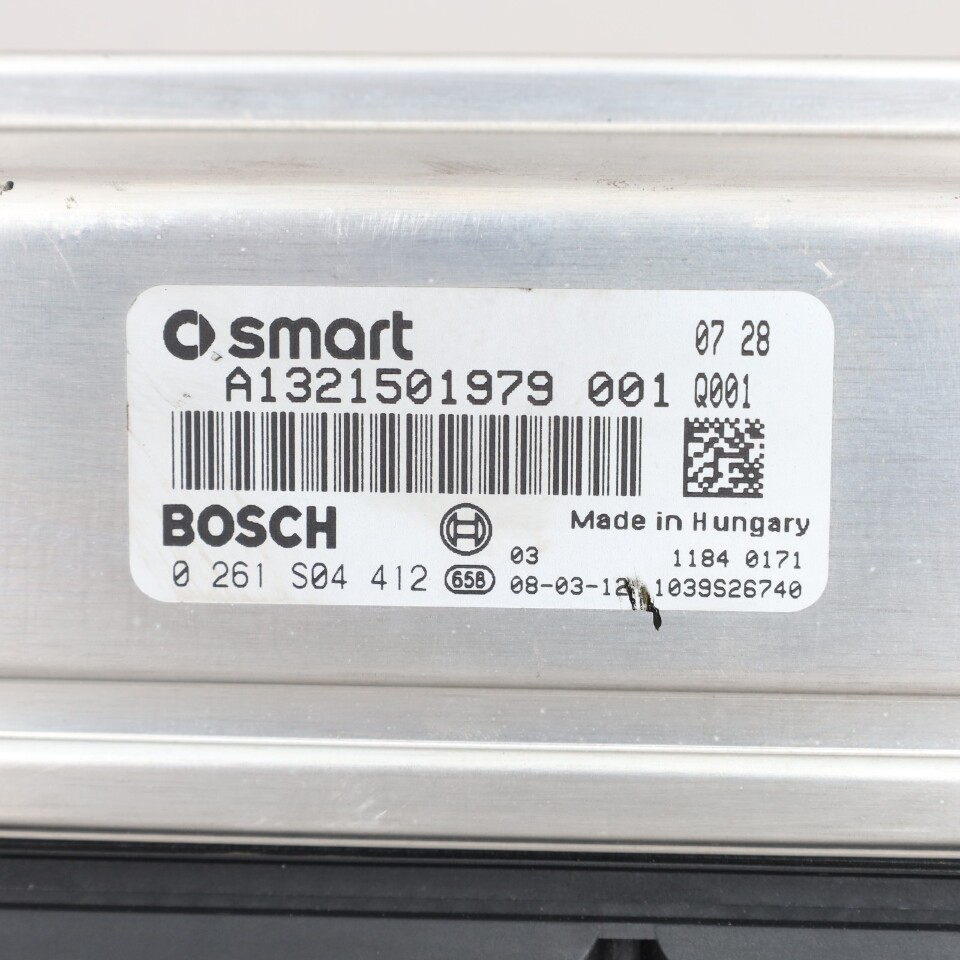 smart 07 28
A1321501979 001 Q001
BOSCH Made in Hungary
03 1184 0171
0 261 S04 412 658 08-03-12 1039S26740